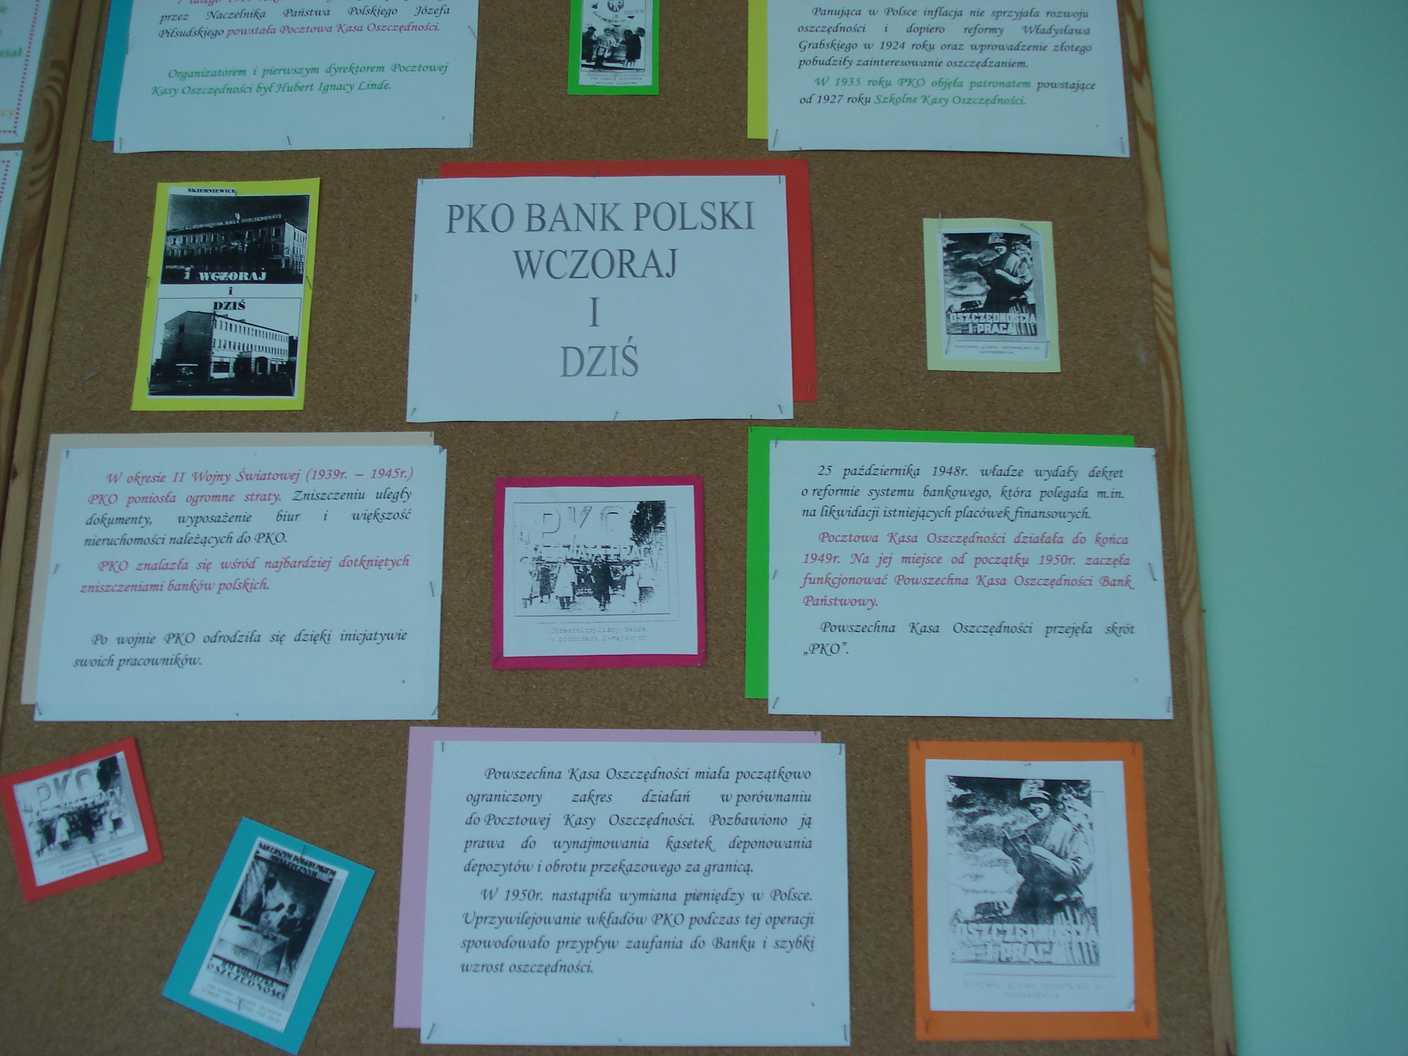 przez Naczelnika Państwa Polskiego Józefa
Piłsudskiego powstała Pocztowa Kasa Oszczędności.
Organizatorem i pierwszym dyrektorem Pocztowej
Kasy Oszczędności był Hubert Ignacy Linde.
Panująca w Polsce inflacja nie sprzyjała rozwoju
oszczędności i dopiero reformy Władysława
Grabskiego w 1924 roku oraz wprowadzenie złotego
pobudziły zainteresowanie oszczędzaniem.
W 1935 roku PKO objęła patronatem powstające
od 1927 roku Szkolne Kasy Oszczędności.
SKIERNIEWICE
WCZORAJ
i
DZIŚ
PKO BANK POLSKI
WCZORAJ
I
DZIŚ
OSZCZĘDNOŚCIĄ
I PRACĄ
W okresie II Wojny Światowej (1939r. – 1945r.)
PKO poniosła ogromne straty. Zniszczeniu uległy
dokumenty, wyposażenie biur i większość
nieruchomości należących do PKO.
PKO znalazła się wśród najbardziej dotkniętych
zniszczeniami banków polskich.
Po wojnie PKO odrodziła się dzięki inicjatywie
swoich pracowników.
PKO
25 października 1948r. władze wydały dekret
o reformie systemu bankowego, która polegała m.in.
na likwidacji istniejących placówek finansowych.
Pocztowa Kasa Oszczędności działała do końca
1949r. Na jej miejsce od początku 1950r. zaczęła
funkcjonować Powszechna Kasa Oszczędności Bank
Państwowy.
Powszechna Kasa Oszczędności przejęła skrót
„PKO”.
PKO
Powszechna Kasa Oszczędności miała początkowo
ograniczony zakres działań w porównaniu
do Pocztowej Kasy Oszczędności. Pozbawiono ją
prawa do wynajmowania kasetek deponowania
depozytów i obrotu przekazowego za granicą.
W 1950r. nastąpiła wymiana pieniędzy w Polsce.
Uprzywilejowanie wkładów PKO podczas tej operacji
spowodowało przypływ zaufania do Banku i szybki
wzrost oszczędności.
OSZCZĘDNOŚCI
OSZCZĘDNOŚCIĄ
I PRACĄ